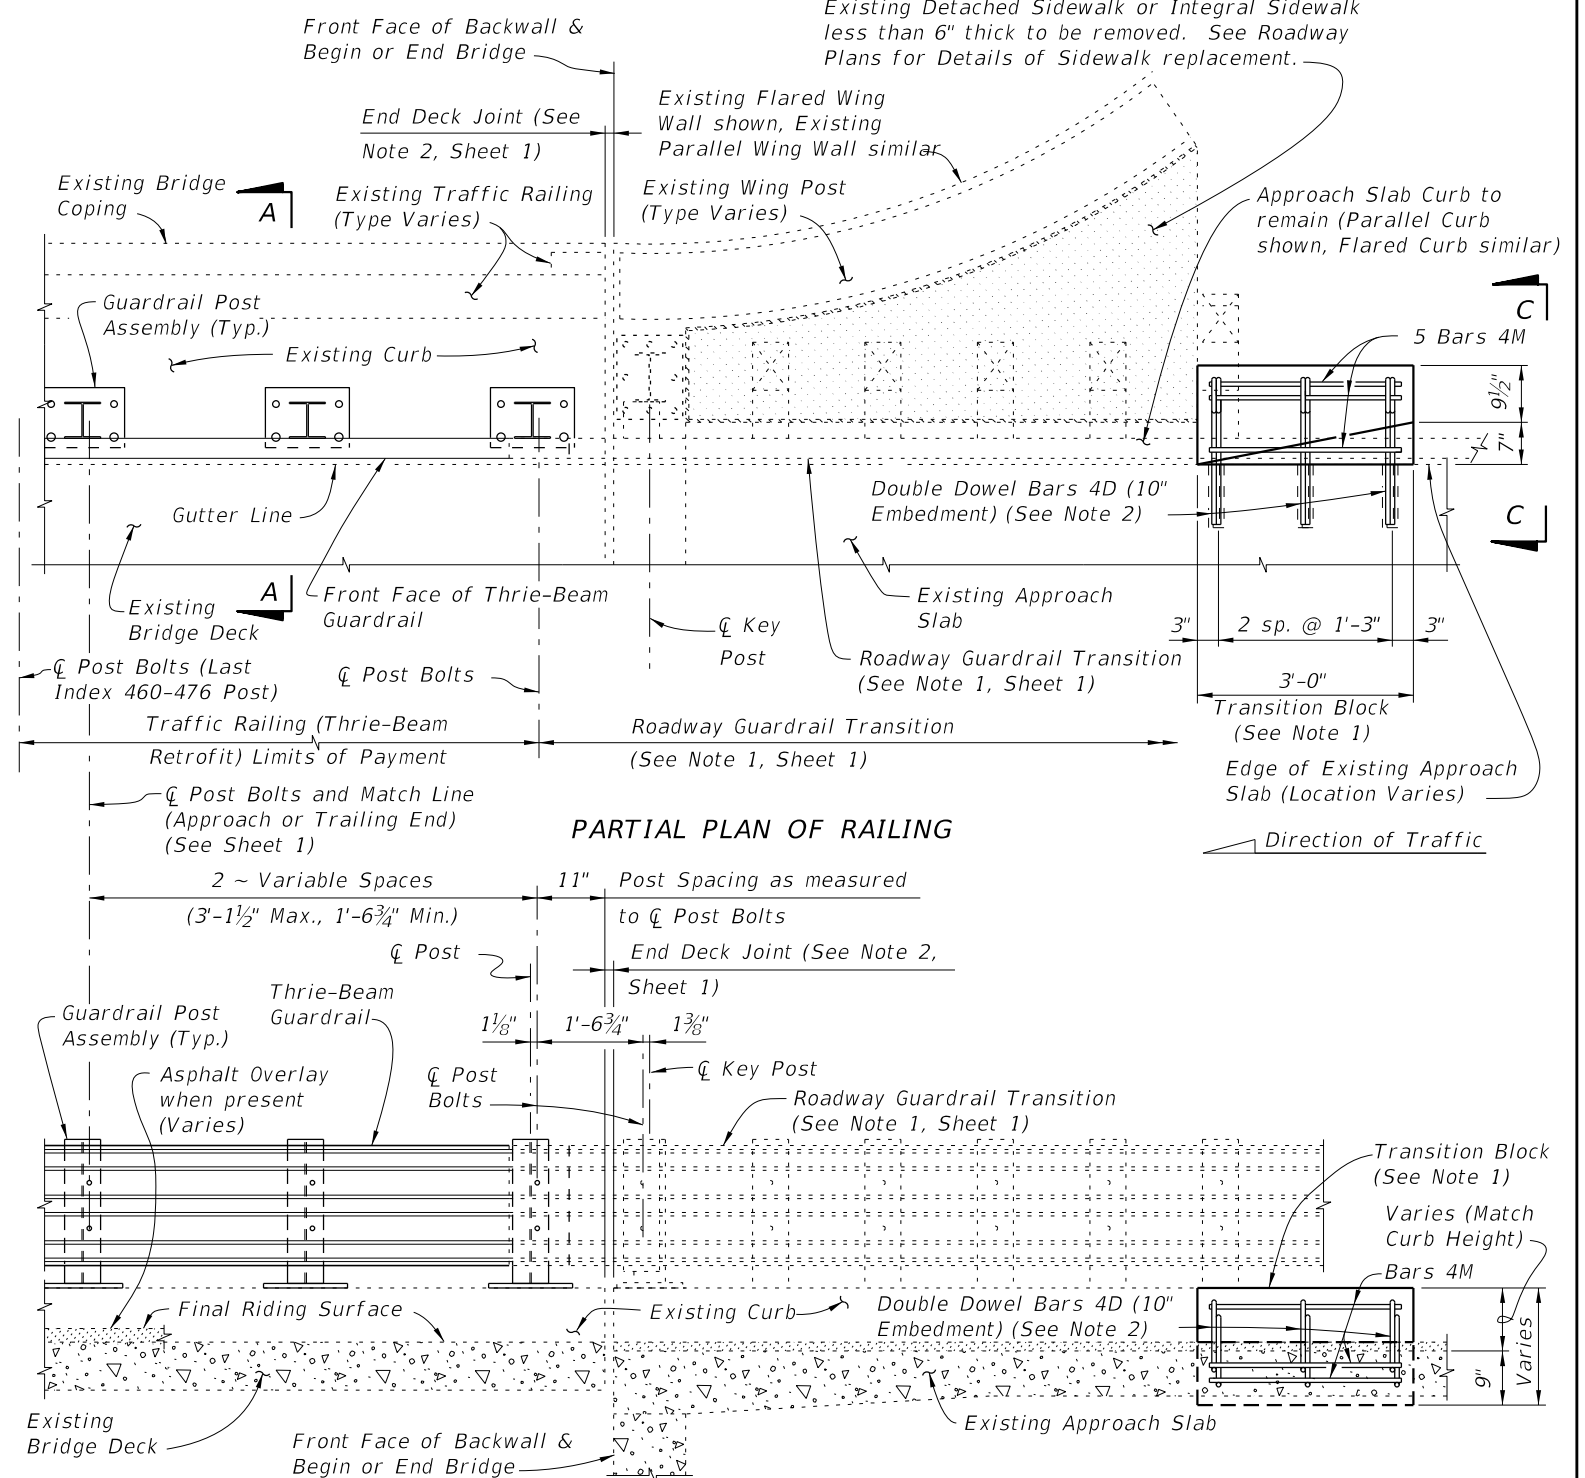 Existing Detached Sidewalk or Integral Sidewalk
less than 6" thick to be removed. See Roadway
Plans for Details of Sidewalk replacement.
Front Face of Backwall &
Begin or End Bridge
End Deck Joint (See
Note 2, Sheet 1)
Existing Flared Wing
Wall shown, Existing
Parallel Wing Wall similar
Existing Bridge
Coping
A
Existing Traffic Railing
(Type Varies)
Existing Wing Post
(Type Varies)
Approach Slab Curb to
remain (Parallel Curb
shown, Flared Curb similar)
Guardrail Post
Assembly (Typ.)
Existing Curb
C
5 Bars 4M
9½"
7"
Double Dowel Bars 4D (10"
Embedment) (See Note 2)
Gutter Line
C
A
Existing
Bridge Deck
Front Face of Thrie-Beam
Guardrail
Existing Approach
Slab
℄ Key
Post
3"
2 sp. @ 1'-3"
3"
℄ Post Bolts (Last
Index 460-476 Post)
℄ Post Bolts
Roadway Guardrail Transition
(See Note 1, Sheet 1)
3'-0"
Transition Block
(See Note 1)
Traffic Railing (Thrie-Beam
Retrofit) Limits of Payment
Roadway Guardrail Transition
(See Note 1, Sheet 1)
Edge of Existing Approach
Slab (Location Varies)
℄ Post Bolts and Match Line
(Approach or Trailing End)
(See Sheet 1)
PARTIAL PLAN OF RAILING
Direction of Traffic
2 ~ Variable Spaces
(3'-1½" Max., 1'-6¾" Min.)
11"
Post Spacing as measured
to ℄ Post Bolts
℄ Post
End Deck Joint (See Note 2,
Sheet 1)
Thrie-Beam
Guardrail
Guardrail Post
Assembly (Typ.)
1⅛"
1'-6¾"
1⅜"
Asphalt Overlay
when present
(Varies)
℄ Post
Bolts
℄ Key Post
Roadway Guardrail Transition
(See Note 1, Sheet 1)
Transition Block
(See Note 1)
Varies (Match
Curb Height)
Bars 4M
Final Riding Surface
Existing Curb
Double Dowel Bars 4D (10"
Embedment) (See Note 2)
9"
Varies
Existing
Bridge Deck
Existing Approach Slab
Front Face of Backwall &
Begin or End Bridge